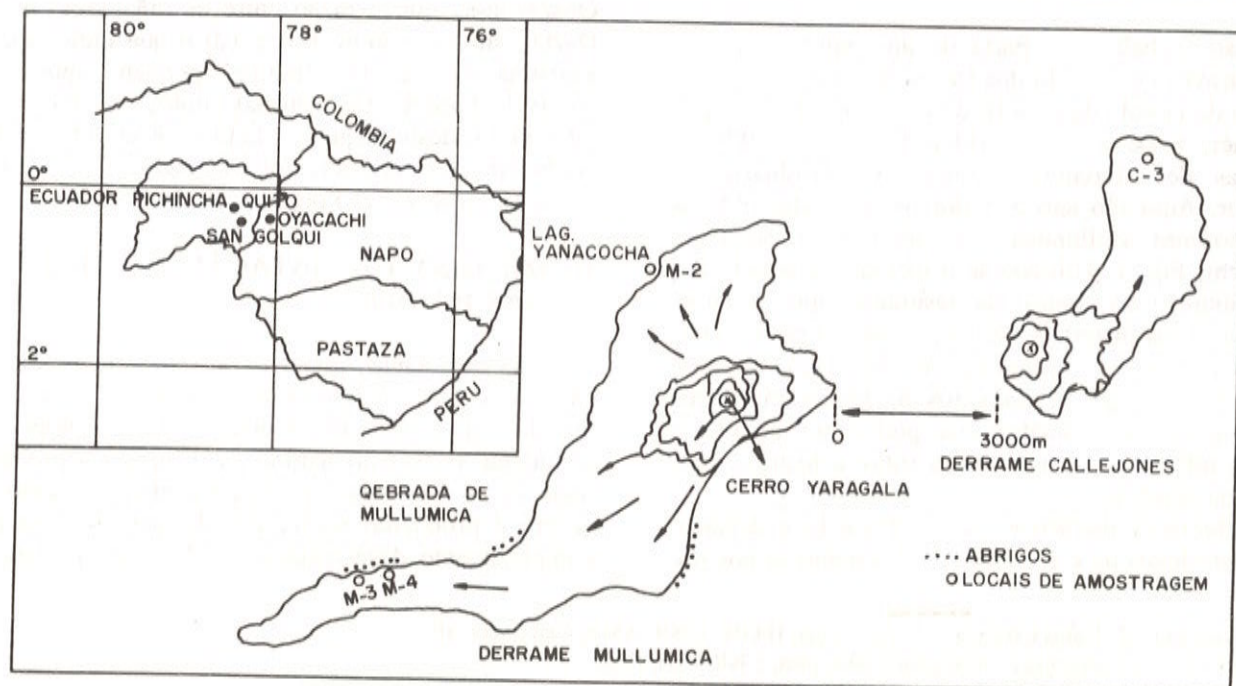 80° 78° 76°
COLOMBIA
0°
ECUADOR PICHINCHA QUITO
OYACACHI
SAN GOLQUI
NAPO
2°
PASTAZA
PERU
LAG.
YANACOCHA
M-2
C-3
0
3000m
DERRAME CALLEJONES
CERRO YARAGALA
QEBRADA DE
MULLUMICA
M-3 M-4
DERRAME MULLUMICA
.... ABRIGOS
O LOCAIS DE AMOSTRAGEM